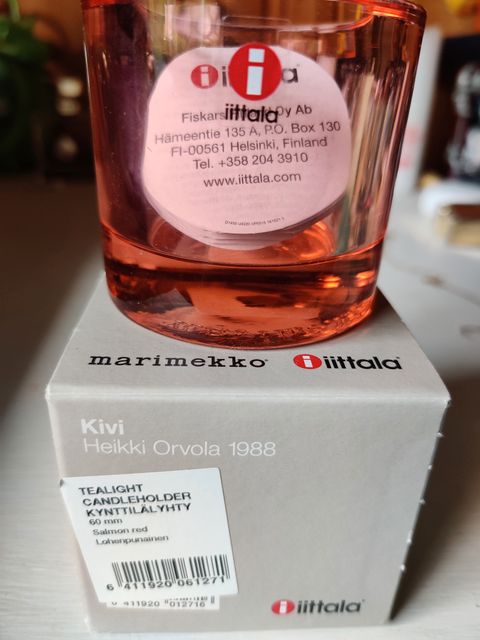 i i i a
iittala
Fiskars Oy Ab
Hämeentie 135 A, P.O. Box 130
FI-00561 Helsinki, Finland
Tel. +358 204 3910
www.iittala.com
marimekko® iittala
Kivi
Heikki Orvola 1988
TEALIGHT
CANDLEHOLDER
KYNTTILÄLYHTY
60 mm
Salmon red
Lohenpunainen
6 411920 061271
0 411920 012716
iittala